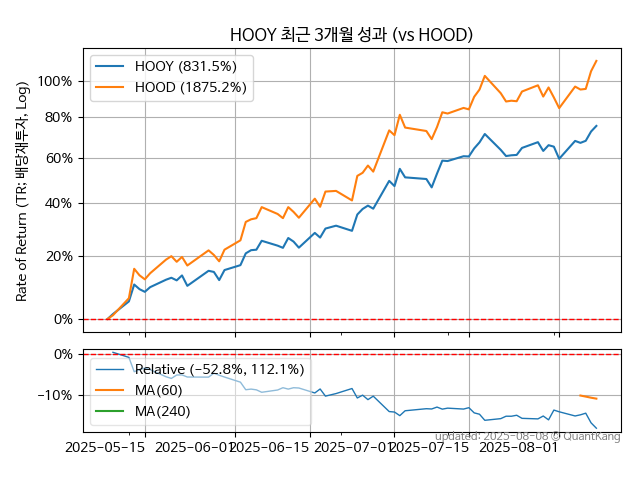 HOOY 최근 3개월 성과 (vs HOOD)
HOOY (831.5%)
HOOD (1875.2%)
Rate of Return (TR; 배당재투자, Log)
100%
80%
60%
40%
20%
0%
0%
−10%
Relative (−52.8%, 112.1%)
MA(60)
MA(240)
updated: 2025-08-08 © QuantKang
2025-05-15
2025-06-01
2025-06-15
2025-07-01
2025-07-15
2025-08-01